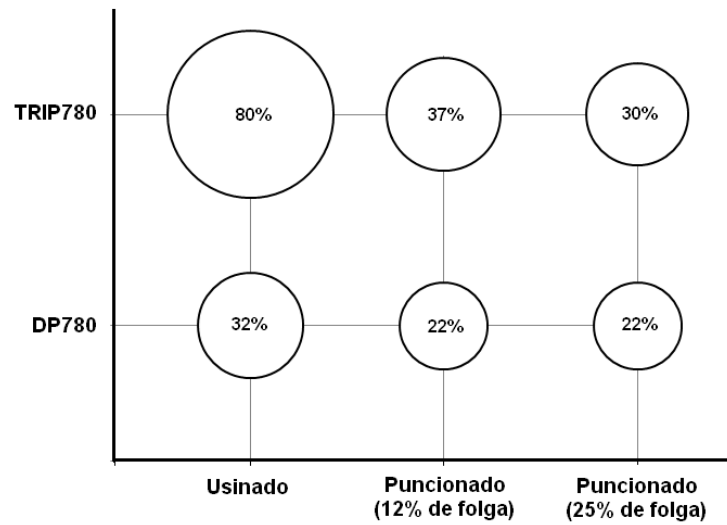 TRIP780
80%
37%
30%
DP780
32%
22%
22%
Usinado
Puncionado
(12% de folga)
Puncionado
(25% de folga)